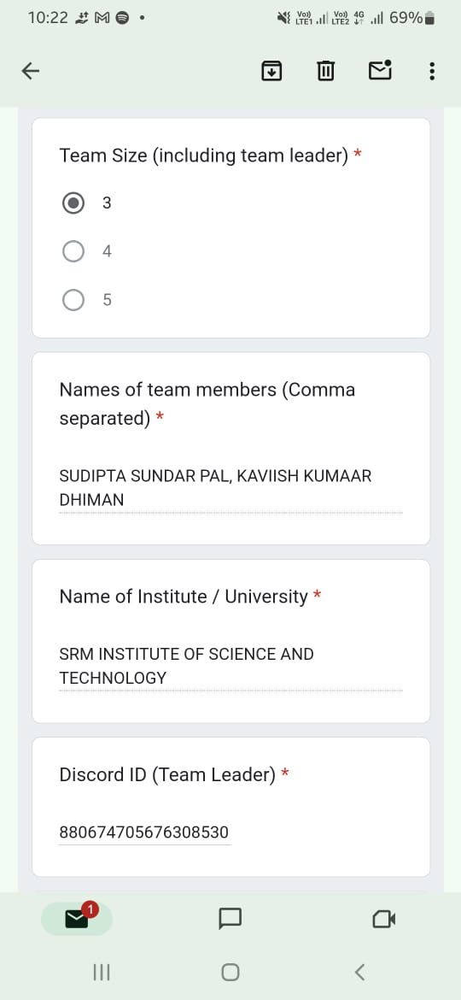 10:22 Vo)) LTE1 Vo)) LTE2 4G 69%
Team Size (including team leader) *
3
4
5
Names of team members (Comma
separated) *
SUDIPTA SUNDAR PAL, KAVIISH KUMAAR
DHIMAN
Name of Institute / University *
SRM INSTITUTE OF SCIENCE AND
TECHNOLOGY
Discord ID (Team Leader) *
880674705676308530
1